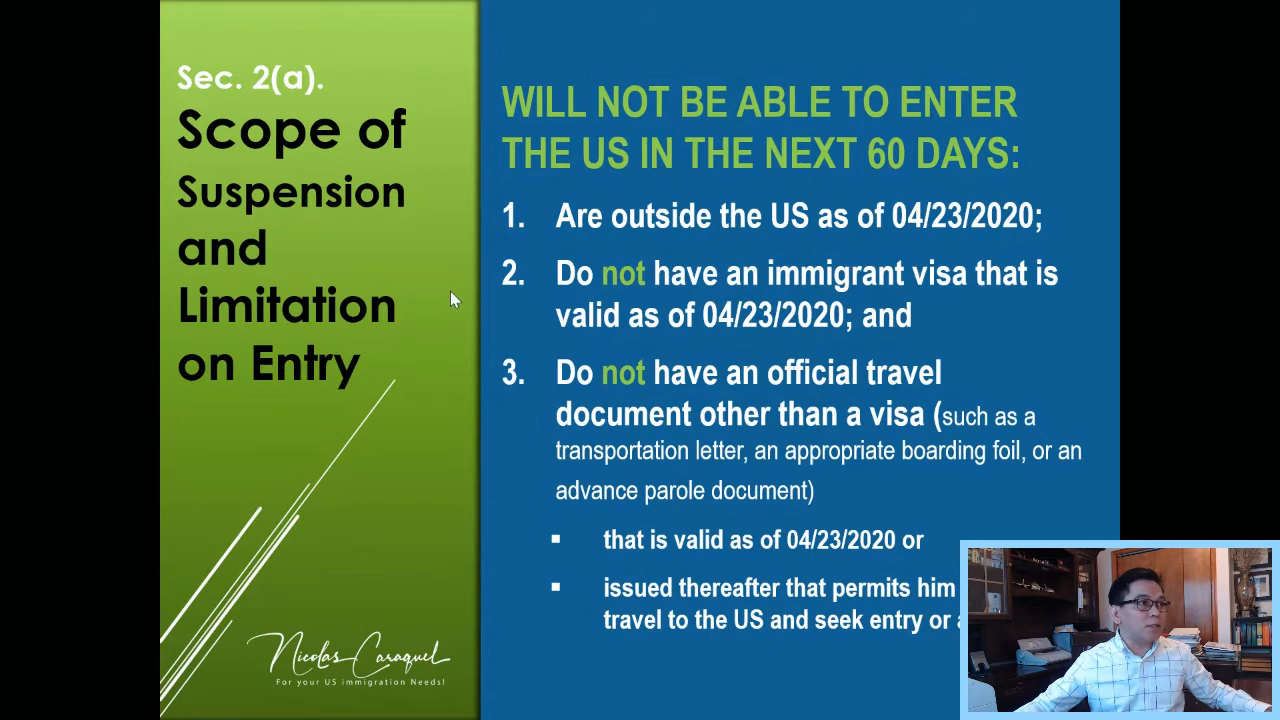 Sec. 2(a).
Scope of
Suspension
and
Limitation
on Entry
Nicolas Caraquel
For your US immigration Needs!
WILL NOT BE ABLE TO ENTER
THE US IN THE NEXT 60 DAYS:
1. Are outside the US as of 04/23/2020;
2. Do not have an immigrant visa that is
valid as of 04/23/2020; and
3. Do not have an official travel
document other than a visa (such as a
transportation letter, an appropriate boarding foil, or an
advance parole document)
▪ that is valid as of 04/23/2020 or
▪ issued thereafter that permits him
travel to the US and seek entry or